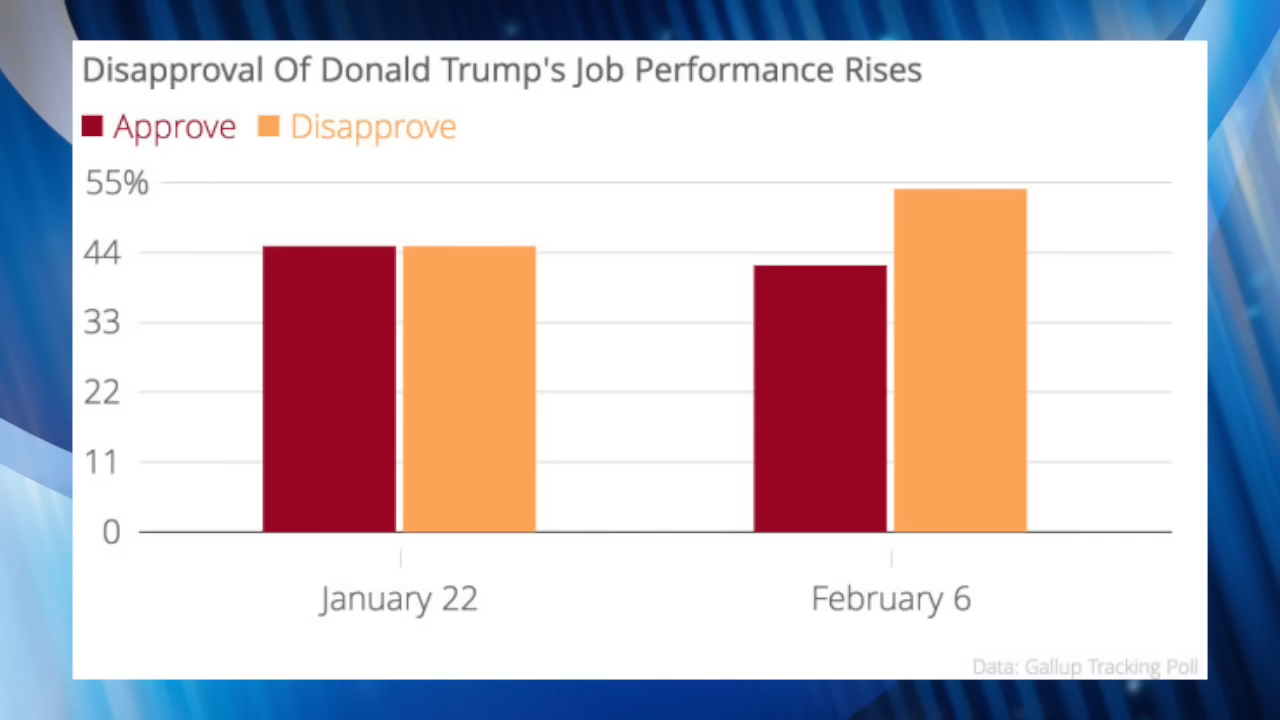 Disapproval Of Donald Trump's Job Performance Rises
Approve Disapprove
55%
44
33
22
11
0
January 22 February 6
Data: Gallup Tracking Poll